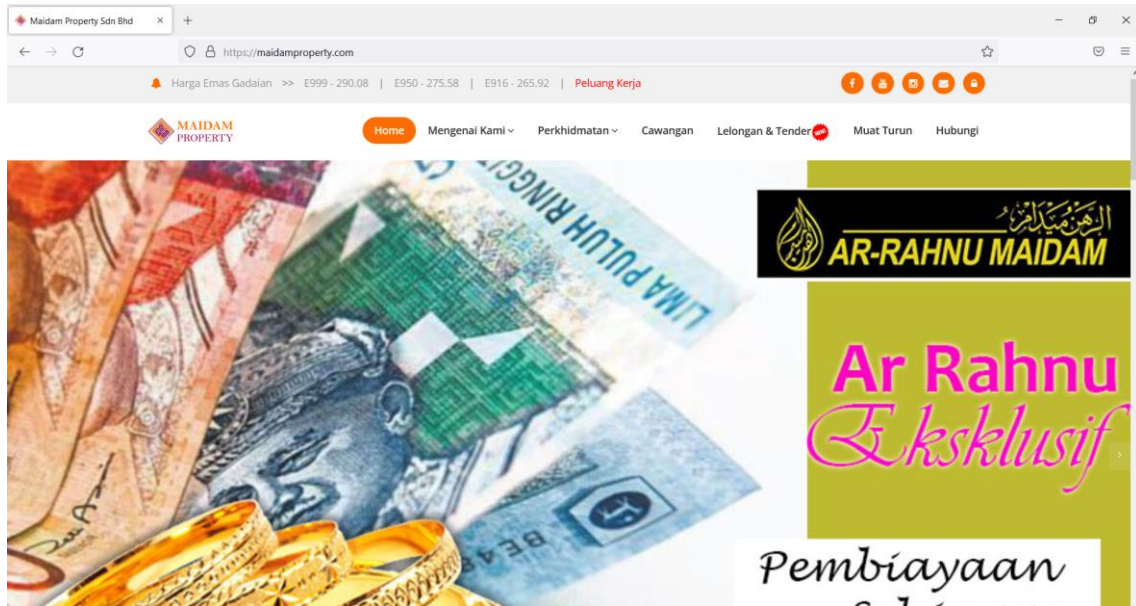 Maidam Property Sdn Bhd
https://maidamproperty.com
Harga Emas Gadaian >> E999 - 290.08 | E950 - 275.58 | E916 - 265.92 | Peluang Kerja
MAIDAM
PROPERTY
Home Mengenai Kami Perkhidmatan Cawangan Lelongan & Tender NEW Muat Turun Hubungi
LIMA PULUH RINGGIT
الرهن ميدام
AR-RAHNU MAIDAM
Ar Rahnu
Eksklusif
Pembiayaan